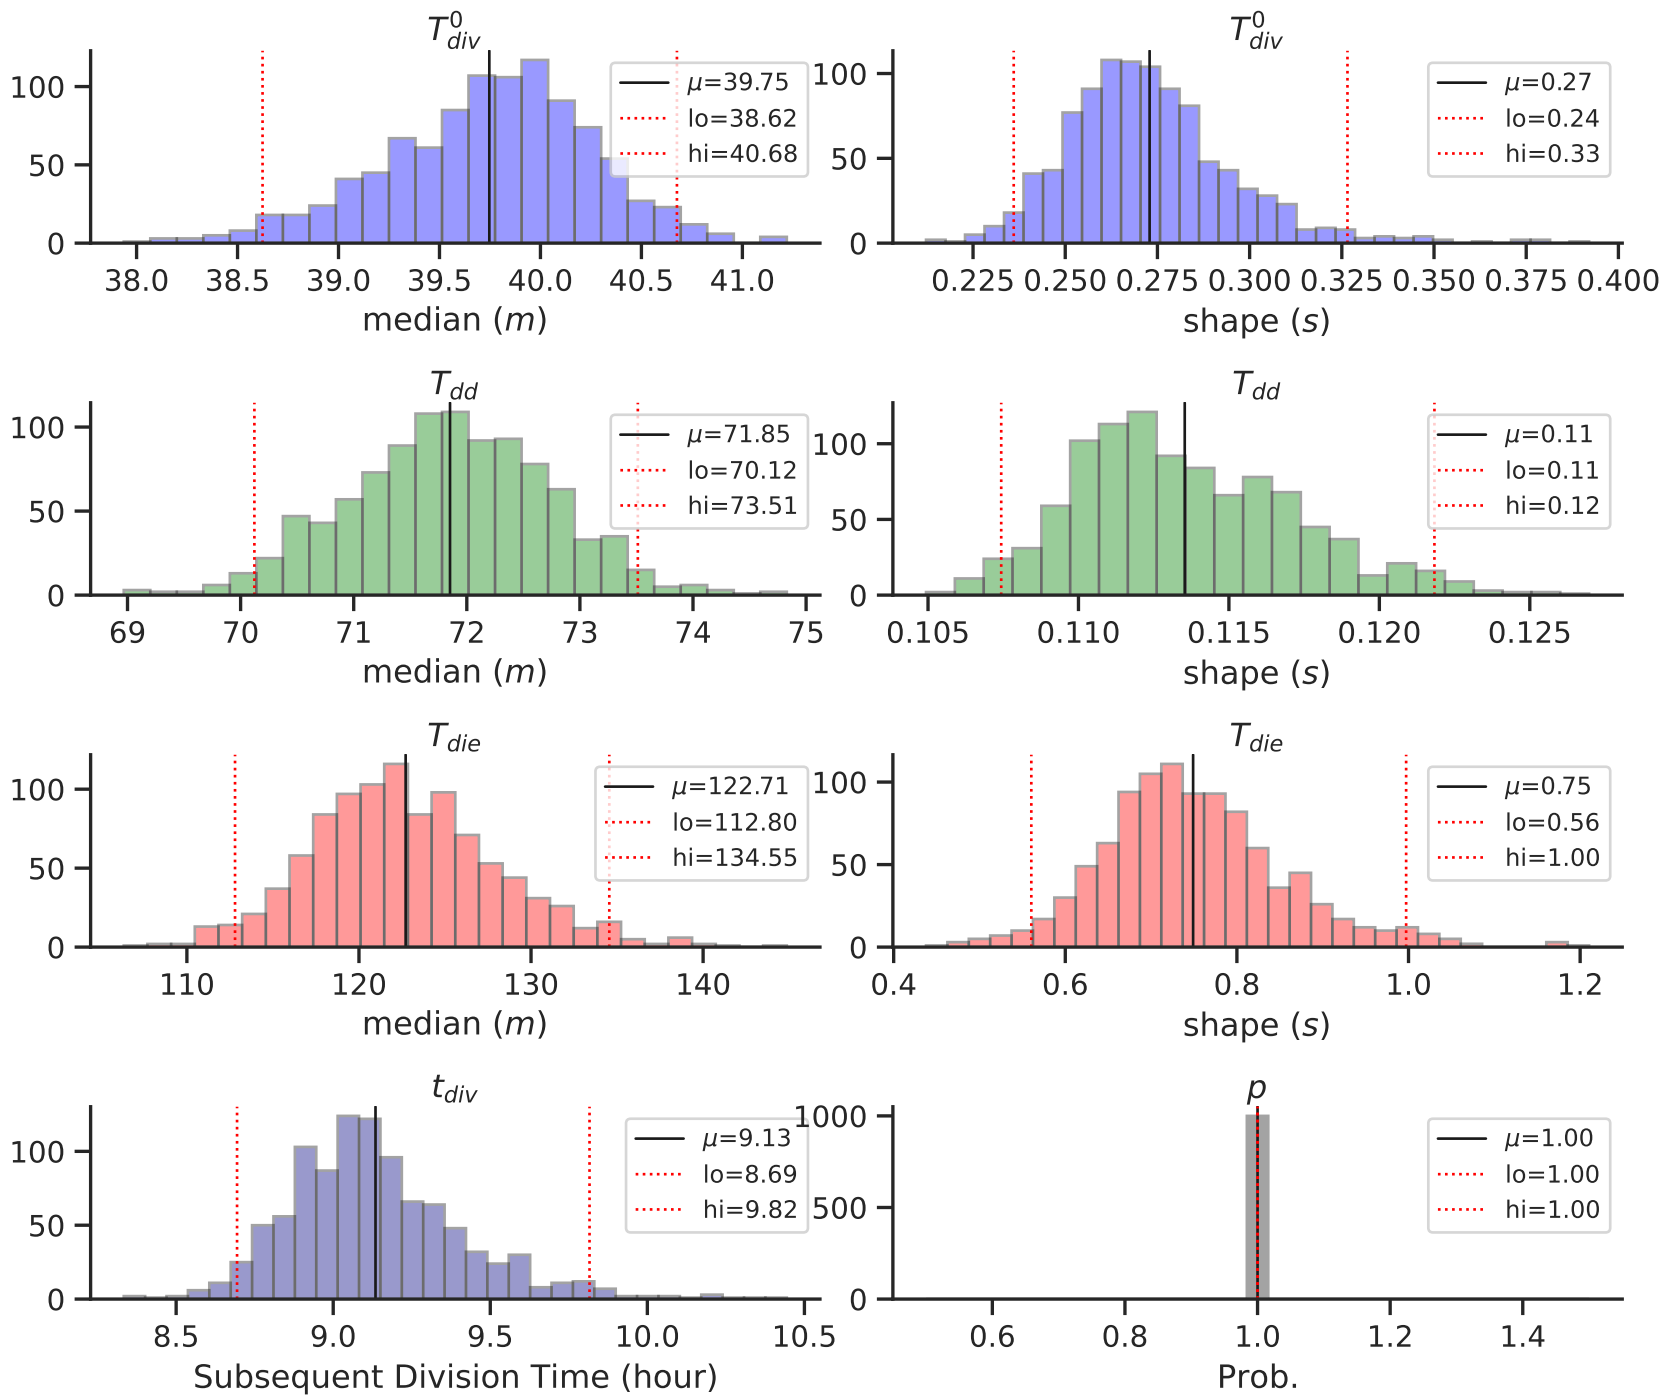 T⁰div
100
50
0
μ=39.75
lo=38.62
hi=40.68
38.0 38.5 39.0 39.5 40.0 40.5 41.0
median (m)
T⁰div
100
50
0
μ=0.27
lo=0.24
hi=0.33
0.225 0.250 0.275 0.300 0.325 0.350 0.375 0.400
shape (s)
Tdd
100
50
0
μ=71.85
lo=70.12
hi=73.51
69 70 71 72 73 74 75
median (m)
Tdd
100
50
0
μ=0.11
lo=0.11
hi=0.12
0.105 0.110 0.115 0.120 0.125
shape (s)
Tdie
100
50
0
μ=122.71
lo=112.80
hi=134.55
110 120 130 140
median (m)
Tdie
100
50
0
μ=0.75
lo=0.56
hi=1.00
0.4 0.6 0.8 1.0 1.2
shape (s)
tdiv
100
50
0
μ=9.13
lo=8.69
hi=9.82
8.5 9.0 9.5 10.0 10.5
Subsequent Division Time (hour)
p
1000
500
0
μ=1.00
lo=1.00
hi=1.00
0.6 0.8 1.0 1.2 1.4
Prob.